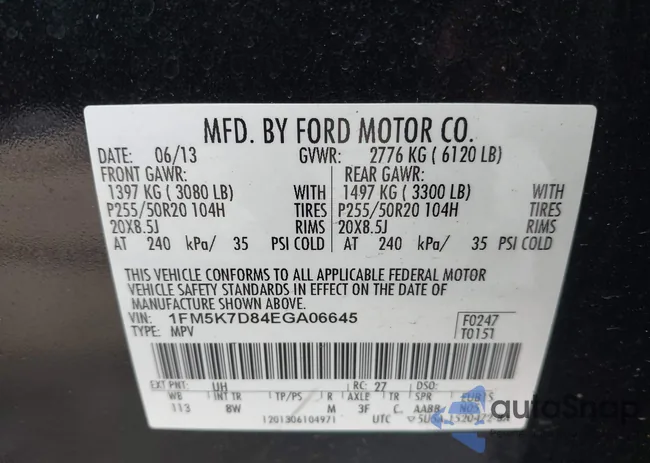 MFD. BY FORD MOTOR CO.
DATE: 06/13 GVWR: 2776 KG ( 6120 LB)
FRONT GAWR: REAR GAWR:
1397 KG ( 3080 LB) WITH 1497 KG ( 3300 LB)
P255/50R20 104H TIRES P255/50R20 104H
20X8.5J RIMS 20X8.5J
AT 240 kPa/ 35 PSI COLD AT 240 kPa/ 35 PSI COLD
THIS VEHICLE CONFORMS TO ALL APPLICABLE FEDERAL MOTOR
VEHICLE SAFETY STANDARDS IN EFFECT ON THE DATE OF
MANUFACTURE SHOWN ABOVE.
VIN: 1FM5K7D84EGA06645 F0247
TYPE: MPV T0151
EXT PNT: UH RC: 27 DSO:
WB INT TR TP/PS R AXLE TR SPR
113 8W M 3F C. AABB
1201306104971 UTC
autoSnap